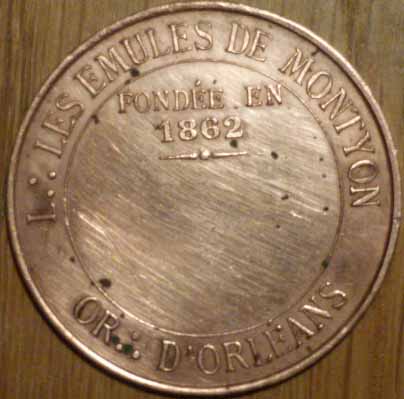 L∴ LES EMULES DE MONTYON
FONDÉE EN
1862
OR∴ D'ORLEANS